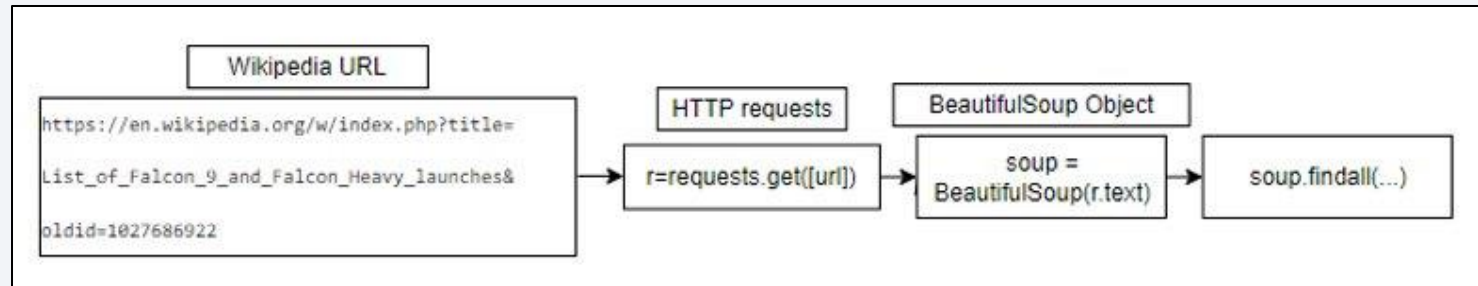 Wikipedia URL
https://en.wikipedia.org/w/index.php?title=
List_of_Falcon_9_and_Falcon_Heavy_launches&
oldid=1027686922
HTTP requests
r=requests.get([url])
BeautifulSoup Object
soup =
BeautifulSoup(r.text)
soup.findall(...)